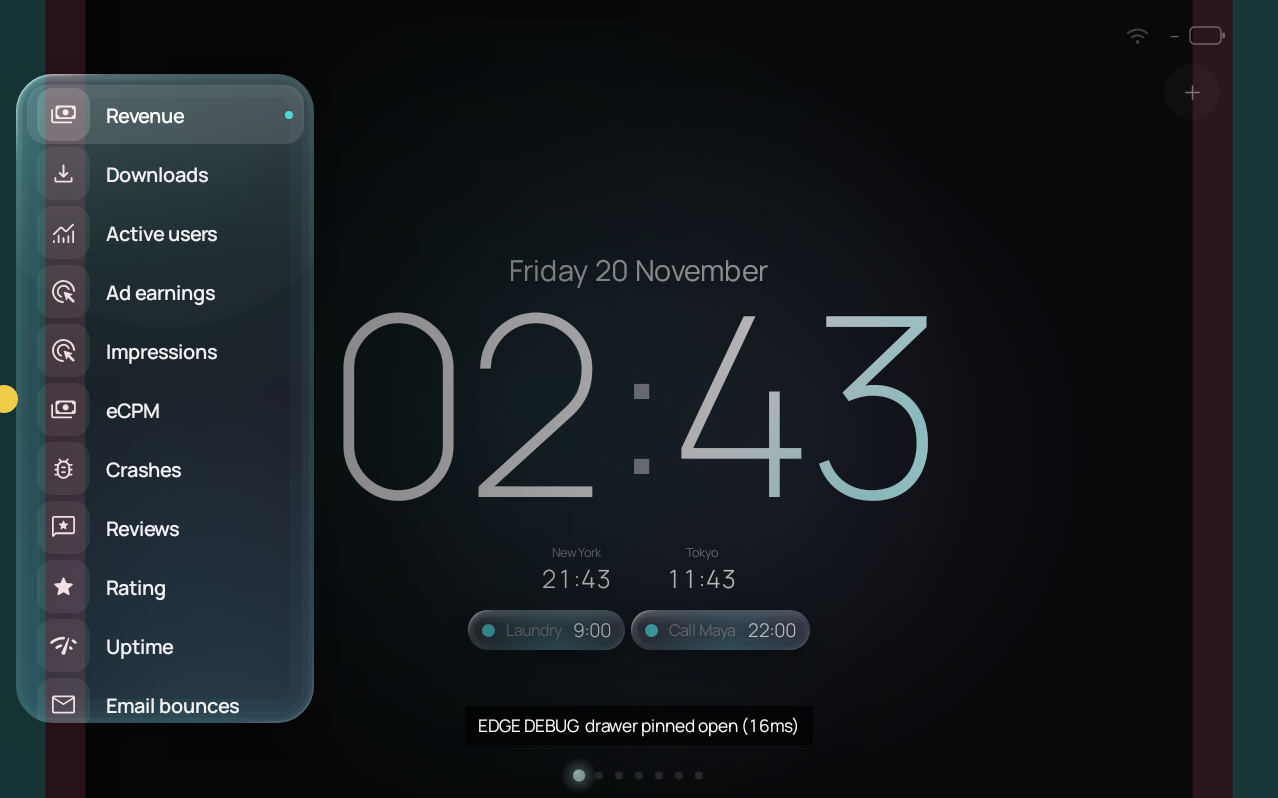 Revenue
Downloads
Active users
Ad earnings
Impressions
eCPM
Crashes
Reviews
Rating
Uptime
Email bounces
–
+
Friday 20 November
02:43
New York
Tokyo
21:43
11:43
Laundry 9:00
Call Maya 22:00
EDGE DEBUG drawer pinned open (16ms)